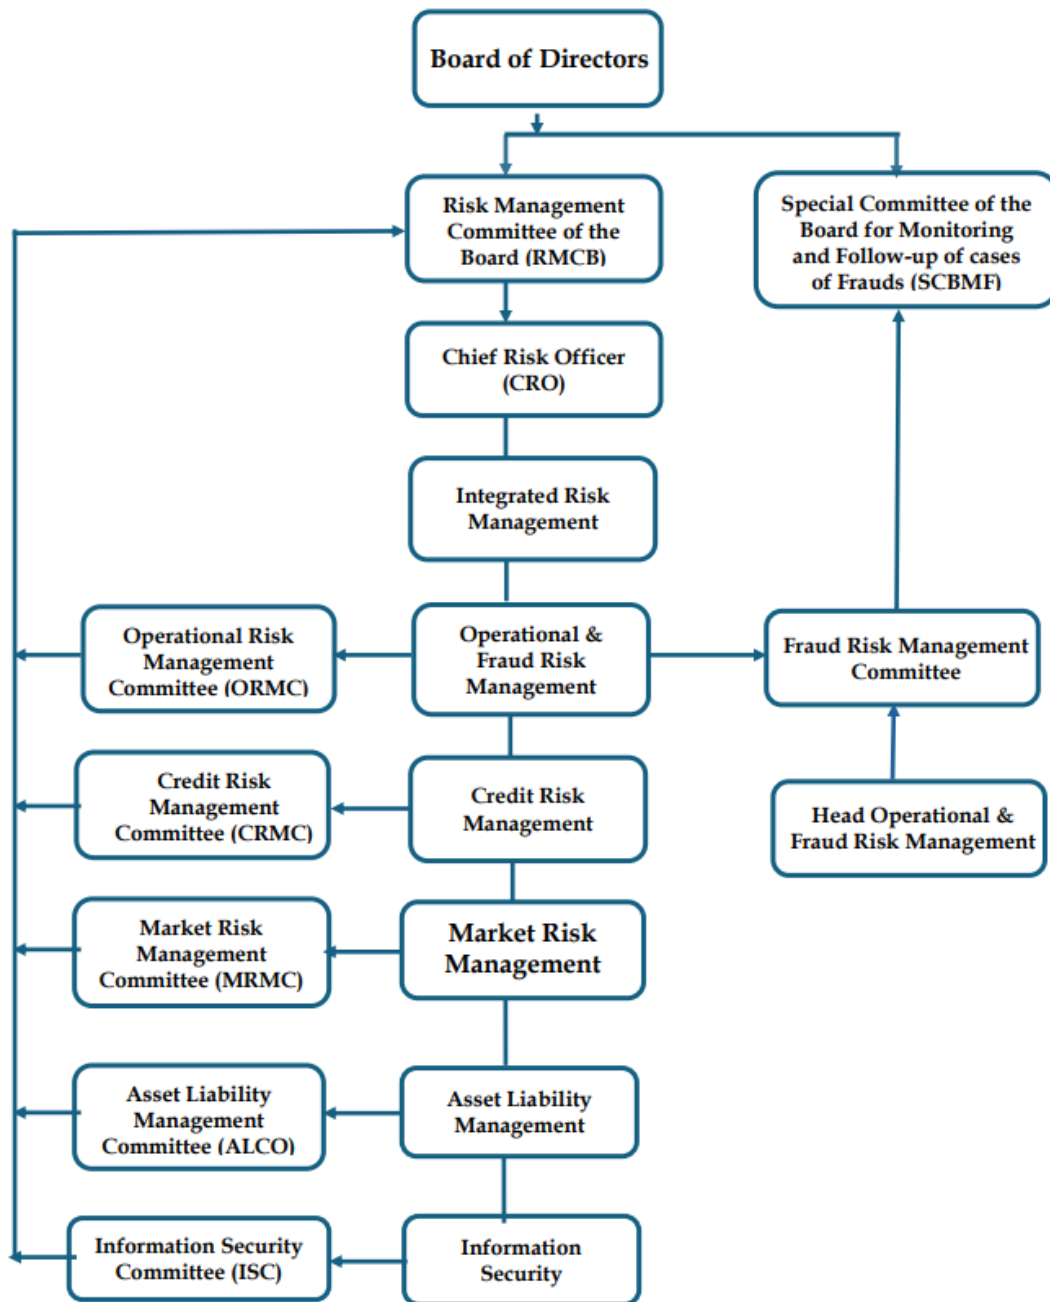 Board of Directors
Risk Management
Committee of the
Board (RMCB)
Special Committee of the
Board for Monitoring
and Follow-up of cases
of Frauds (SCBMF)
Chief Risk Officer
(CRO)
Integrated Risk
Management
Operational Risk
Management
Committee (ORMC)
Operational &
Fraud Risk
Management
Fraud Risk Management
Committee
Credit Risk
Management
Committee (CRMC)
Credit Risk
Management
Head Operational &
Fraud Risk Management
Market Risk
Management
Committee (MRMC)
Market Risk
Management
Asset Liability
Management
Committee (ALCO)
Asset Liability
Management
Information Security
Committee (ISC)
Information
Security